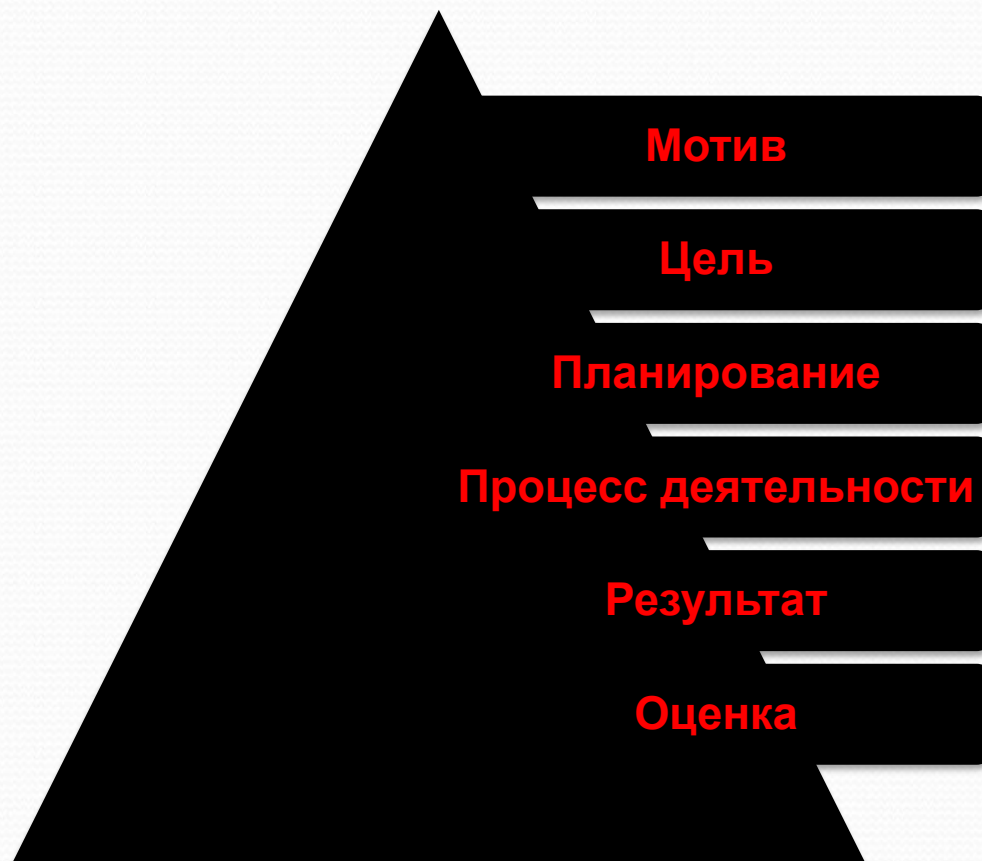 Мотив
Цель
Планирование
Процесс деятельности
Результат
Оценка